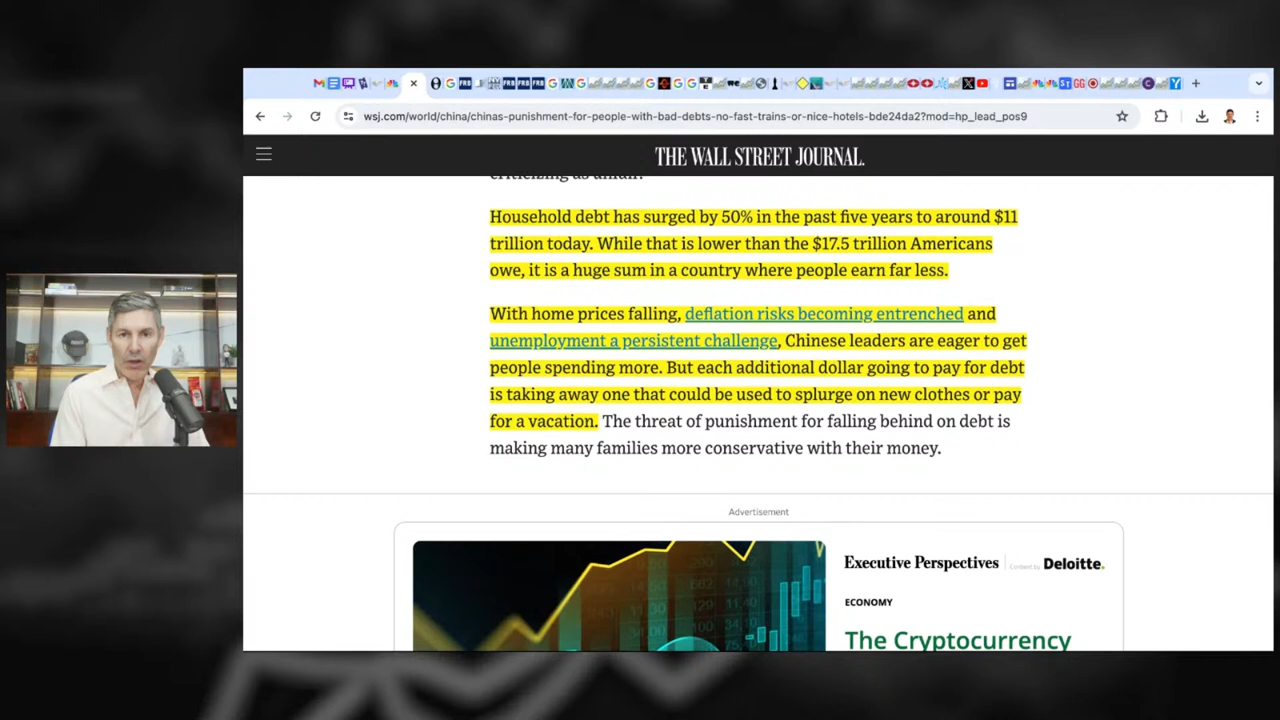 wsj.com/world/china/chinas-punishment-for-people-with-bad-debts-no-fast-trains-or-nice-hotels-bde24da2?mod=hp_lead_pos9
THE WALL STREET JOURNAL.
criticizing as unfair.
Household debt has surged by 50% in the past five years to around $11
trillion today. While that is lower than the $17.5 trillion Americans
owe, it is a huge sum in a country where people earn far less.
With home prices falling, deflation risks becoming entrenched and
unemployment a persistent challenge, Chinese leaders are eager to get
people spending more. But each additional dollar going to pay for debt
is taking away one that could be used to splurge on new clothes or pay
for a vacation. The threat of punishment for falling behind on debt is
making many families more conservative with their money.
Advertisement
Executive Perspectives Content by Deloitte.
ECONOMY
The Cryptocurrency